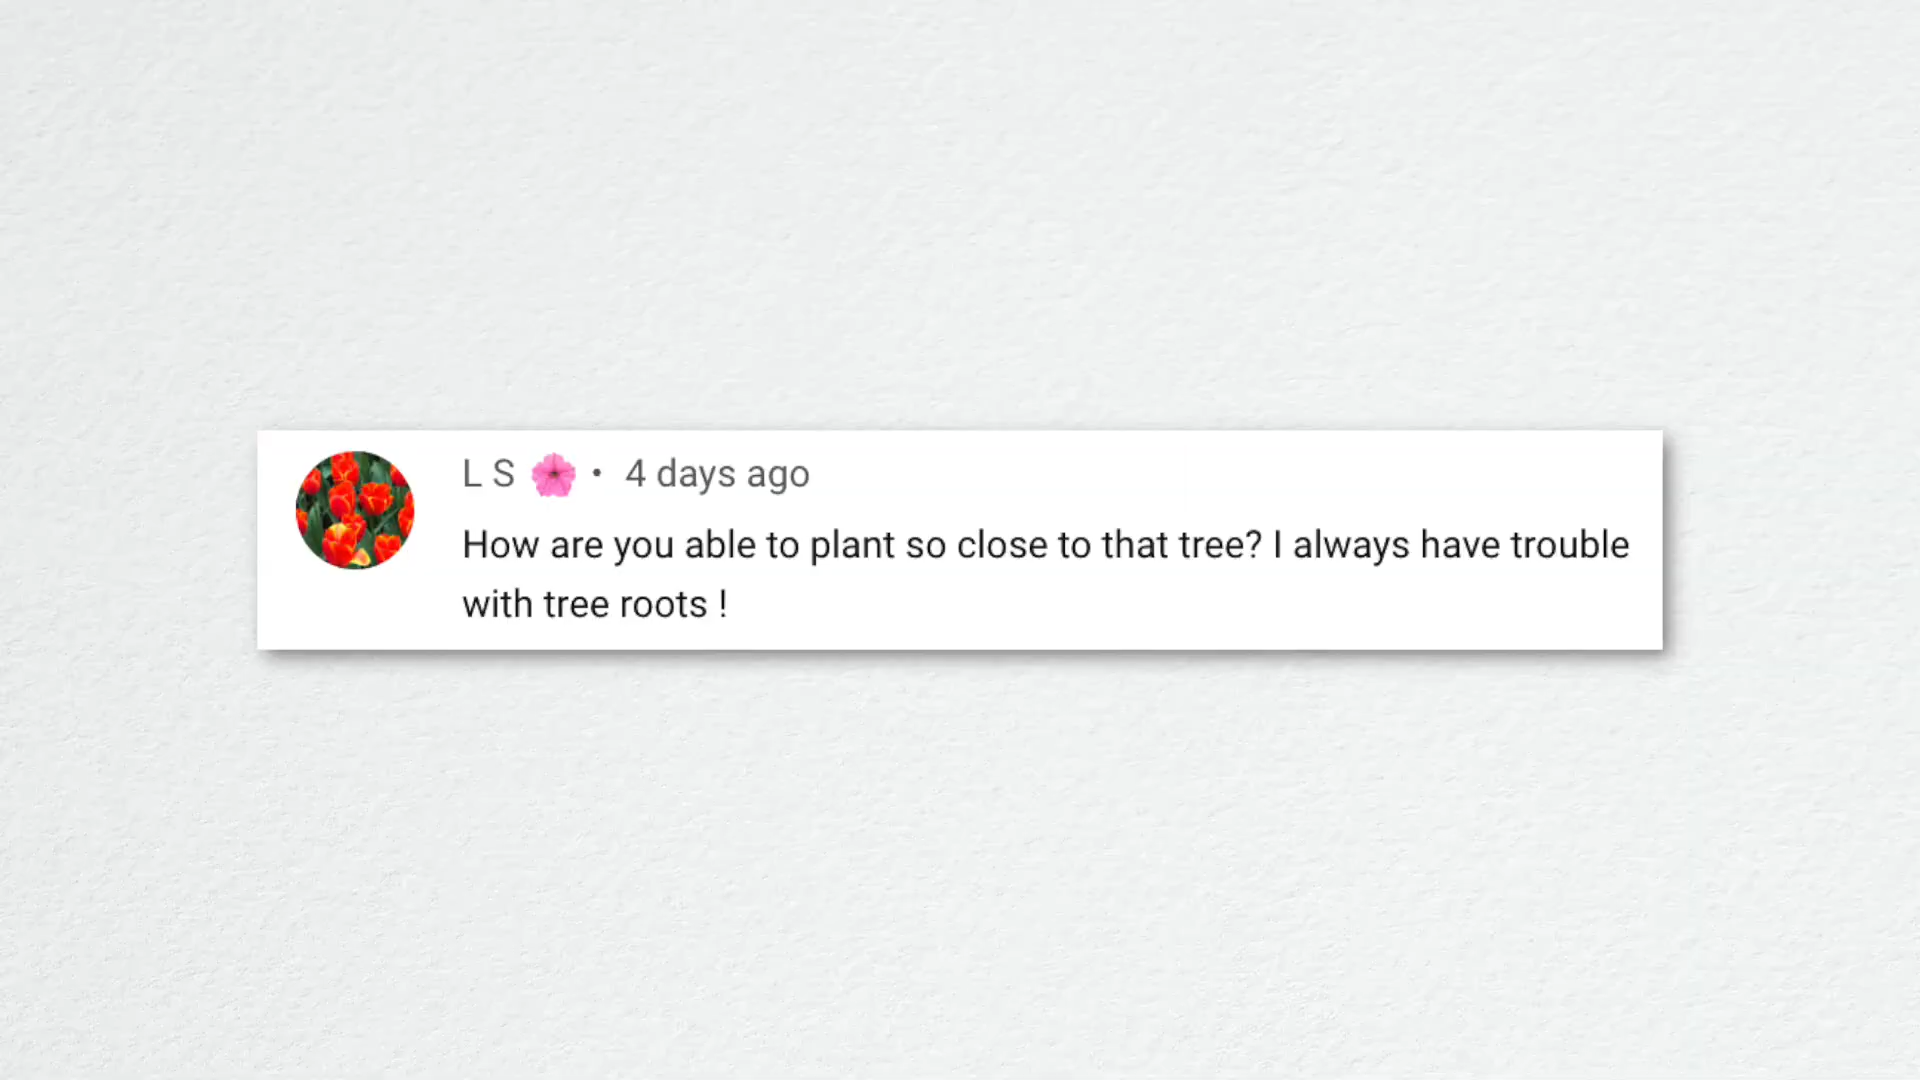 L S 🌸 • 4 days ago
How are you able to plant so close to that tree? I always have trouble
with tree roots !